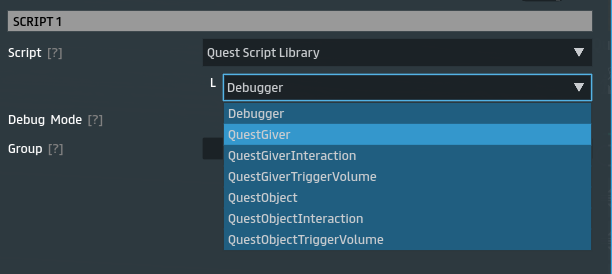 SCRIPT 1
Script [?] Quest Script Library
L Debugger
Debugger
Debug Mode [?]
QuestGiver
Group [?]
QuestGiverInteraction
QuestGiverTriggerVolume
QuestObject
QuestObjectInteraction
QuestObjectTriggerVolume